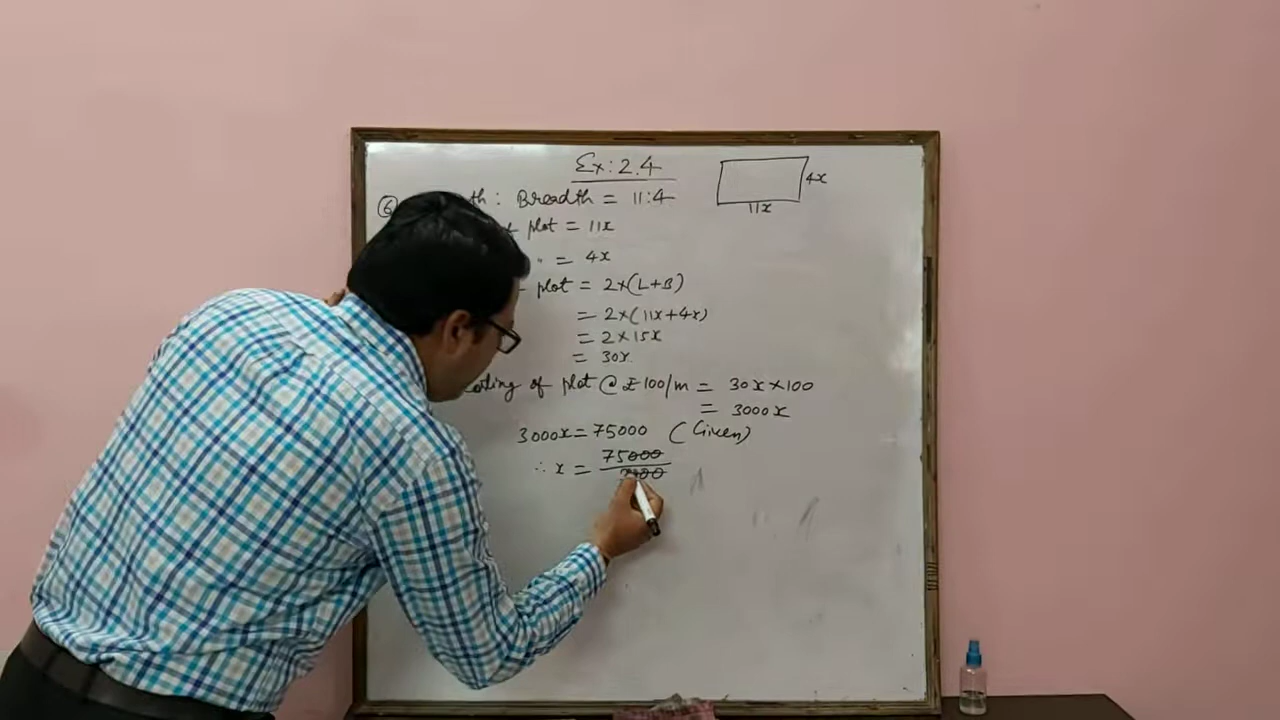 Ex: 2.4
4x
11x
⑥ th : Breadth = 11:4
plot = 11x
" = 4x
plot = 2×(L+B)
= 2×(11x+4x)
= 2×15x
= 30x.
of plot @ ₹100/m = 30x×100
= 3000x
3000x = 75000 (Given)
∴ x = 75000
3000